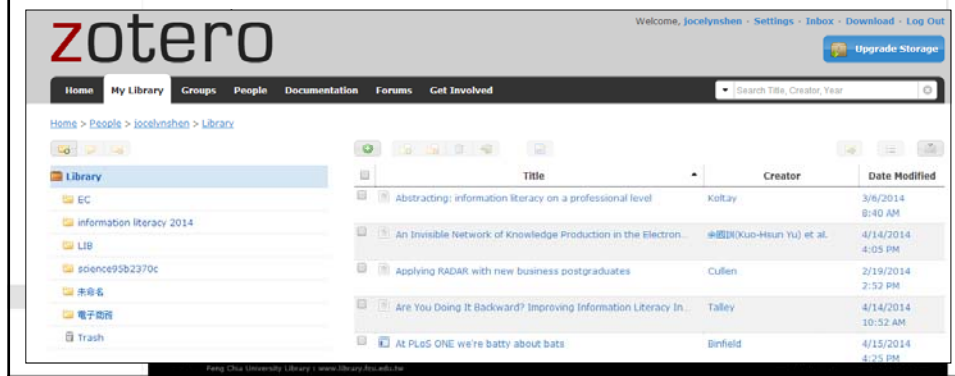 zotero
Welcome, jocelynshen · Settings · Inbox · Download · Log Out
Upgrade Storage
Home My Library Groups People Documentation Forums Get Involved
Search Title, Creator, Year
Home > People > jocelynshen > Library
Library
Title Creator Date Modified
EC
Abstracting: information literacy on a professional level Koltay 3/6/2014
8:40 AM
information literacy 2014
An Invisible Network of Knowledge Production in the Electron... (Kuo-Hsun Yu) et al. 4/14/2014
4:05 PM
LIB
science95b2370c
Applying RADAR with new business postgraduates Cullen 2/19/2014
2:52 PM
未命名
電子商務
Are You Doing It Backward? Improving Information Literacy In... Talley 4/14/2014
10:52 AM
Trash
At PLoS ONE we're batty about bats Binfield 4/15/2014
4:25 PM
Feng Chia University Library : www.library.fcu.edu.tw